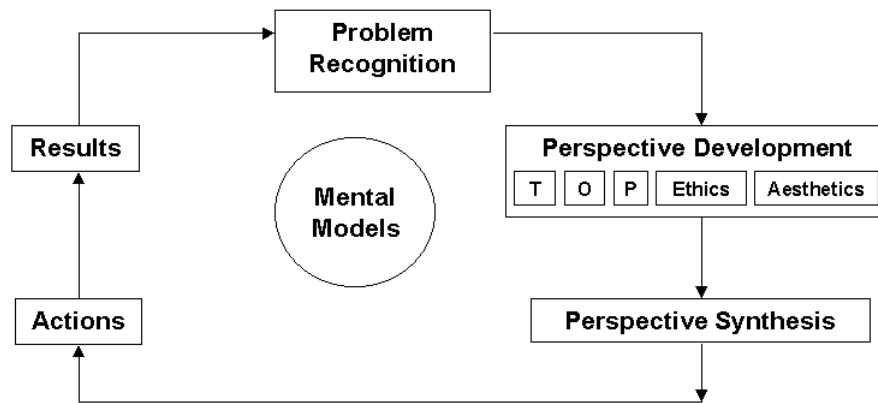 Problem
Recognition
Results
Perspective Development
T O P Ethics Aesthetics
Mental
Models
Actions
Perspective Synthesis